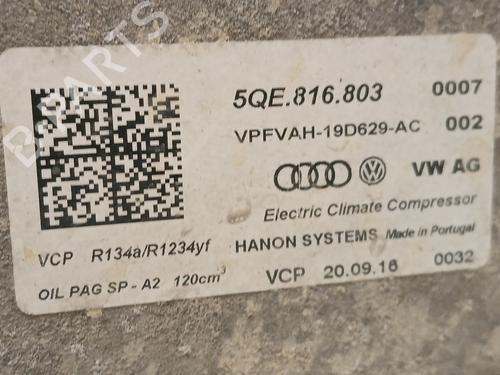 B-PARTS
5QE.816.803 0007
VPFVAH-19D629-AC 002
VW AG
Electric Climate Compressor
VCP R134a/R1234yf HANON SYSTEMS Made in Portugal
OIL PAG SP - A2 120cm³ VCP 20.09.16 0032